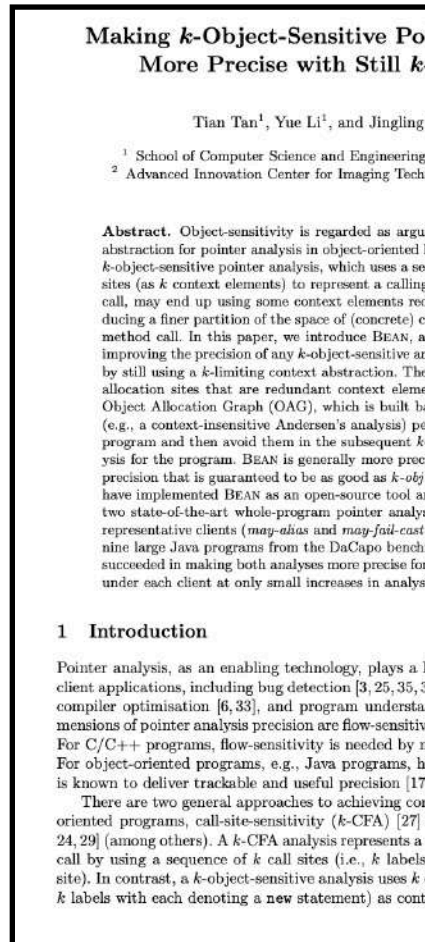 Making k-Object-Sensitive Po
More Precise with Still k-
Tian Tan1, Yue Li1, and Jingling
1 School of Computer Science and Engineering
2 Advanced Innovation Center for Imaging Tech
Abstract. Object-sensitivity is regarded as argu
abstraction for pointer analysis in object-oriented l
k-object-sensitive pointer analysis, which uses a se
sites (as k context elements) to represent a calling
call, may end up using some context elements red
ducing a finer partition of the space of (concrete) c
method call. In this paper, we introduce BEAN, a
improving the precision of any k-object-sensitive an
by still using a k-limiting context abstraction. The
allocation sites that are redundant context eleme
Object Allocation Graph (OAG), which is built ba
(e.g., a context-insensitive Andersen's analysis) pe
program and then avoid them in the subsequent k-
ysis for the program. BEAN is generally more preci
precision that is guaranteed to be as good as k-obj
have implemented BEAN as an open-source tool an
two state-of-the-art whole-program pointer analys
representative clients (may-alias and may-fail-cast
nine large Java programs from the DaCapo bench
succeeded in making both analyses more precise for
under each client at only small increases in analys
1 Introduction
Pointer analysis, as an enabling technology, plays a l
client applications, including bug detection [3, 25, 35, 3
compiler optimisation [6, 33], and program understa
mensions of pointer analysis precision are flow-sensitiv
For C/C++ programs, flow-sensitivity is needed by m
For object-oriented programs, e.g., Java programs, h
is known to deliver trackable and useful precision [17
There are two general approaches to achieving con
oriented programs, call-site-sensitivity (k-CFA) [27]
24, 29] (among others). A k-CFA analysis represents a
call by using a sequence of k call sites (i.e., k labels
site). In contrast, a k-object-sensitive analysis uses k
k labels with each denoting a new statement) as cont